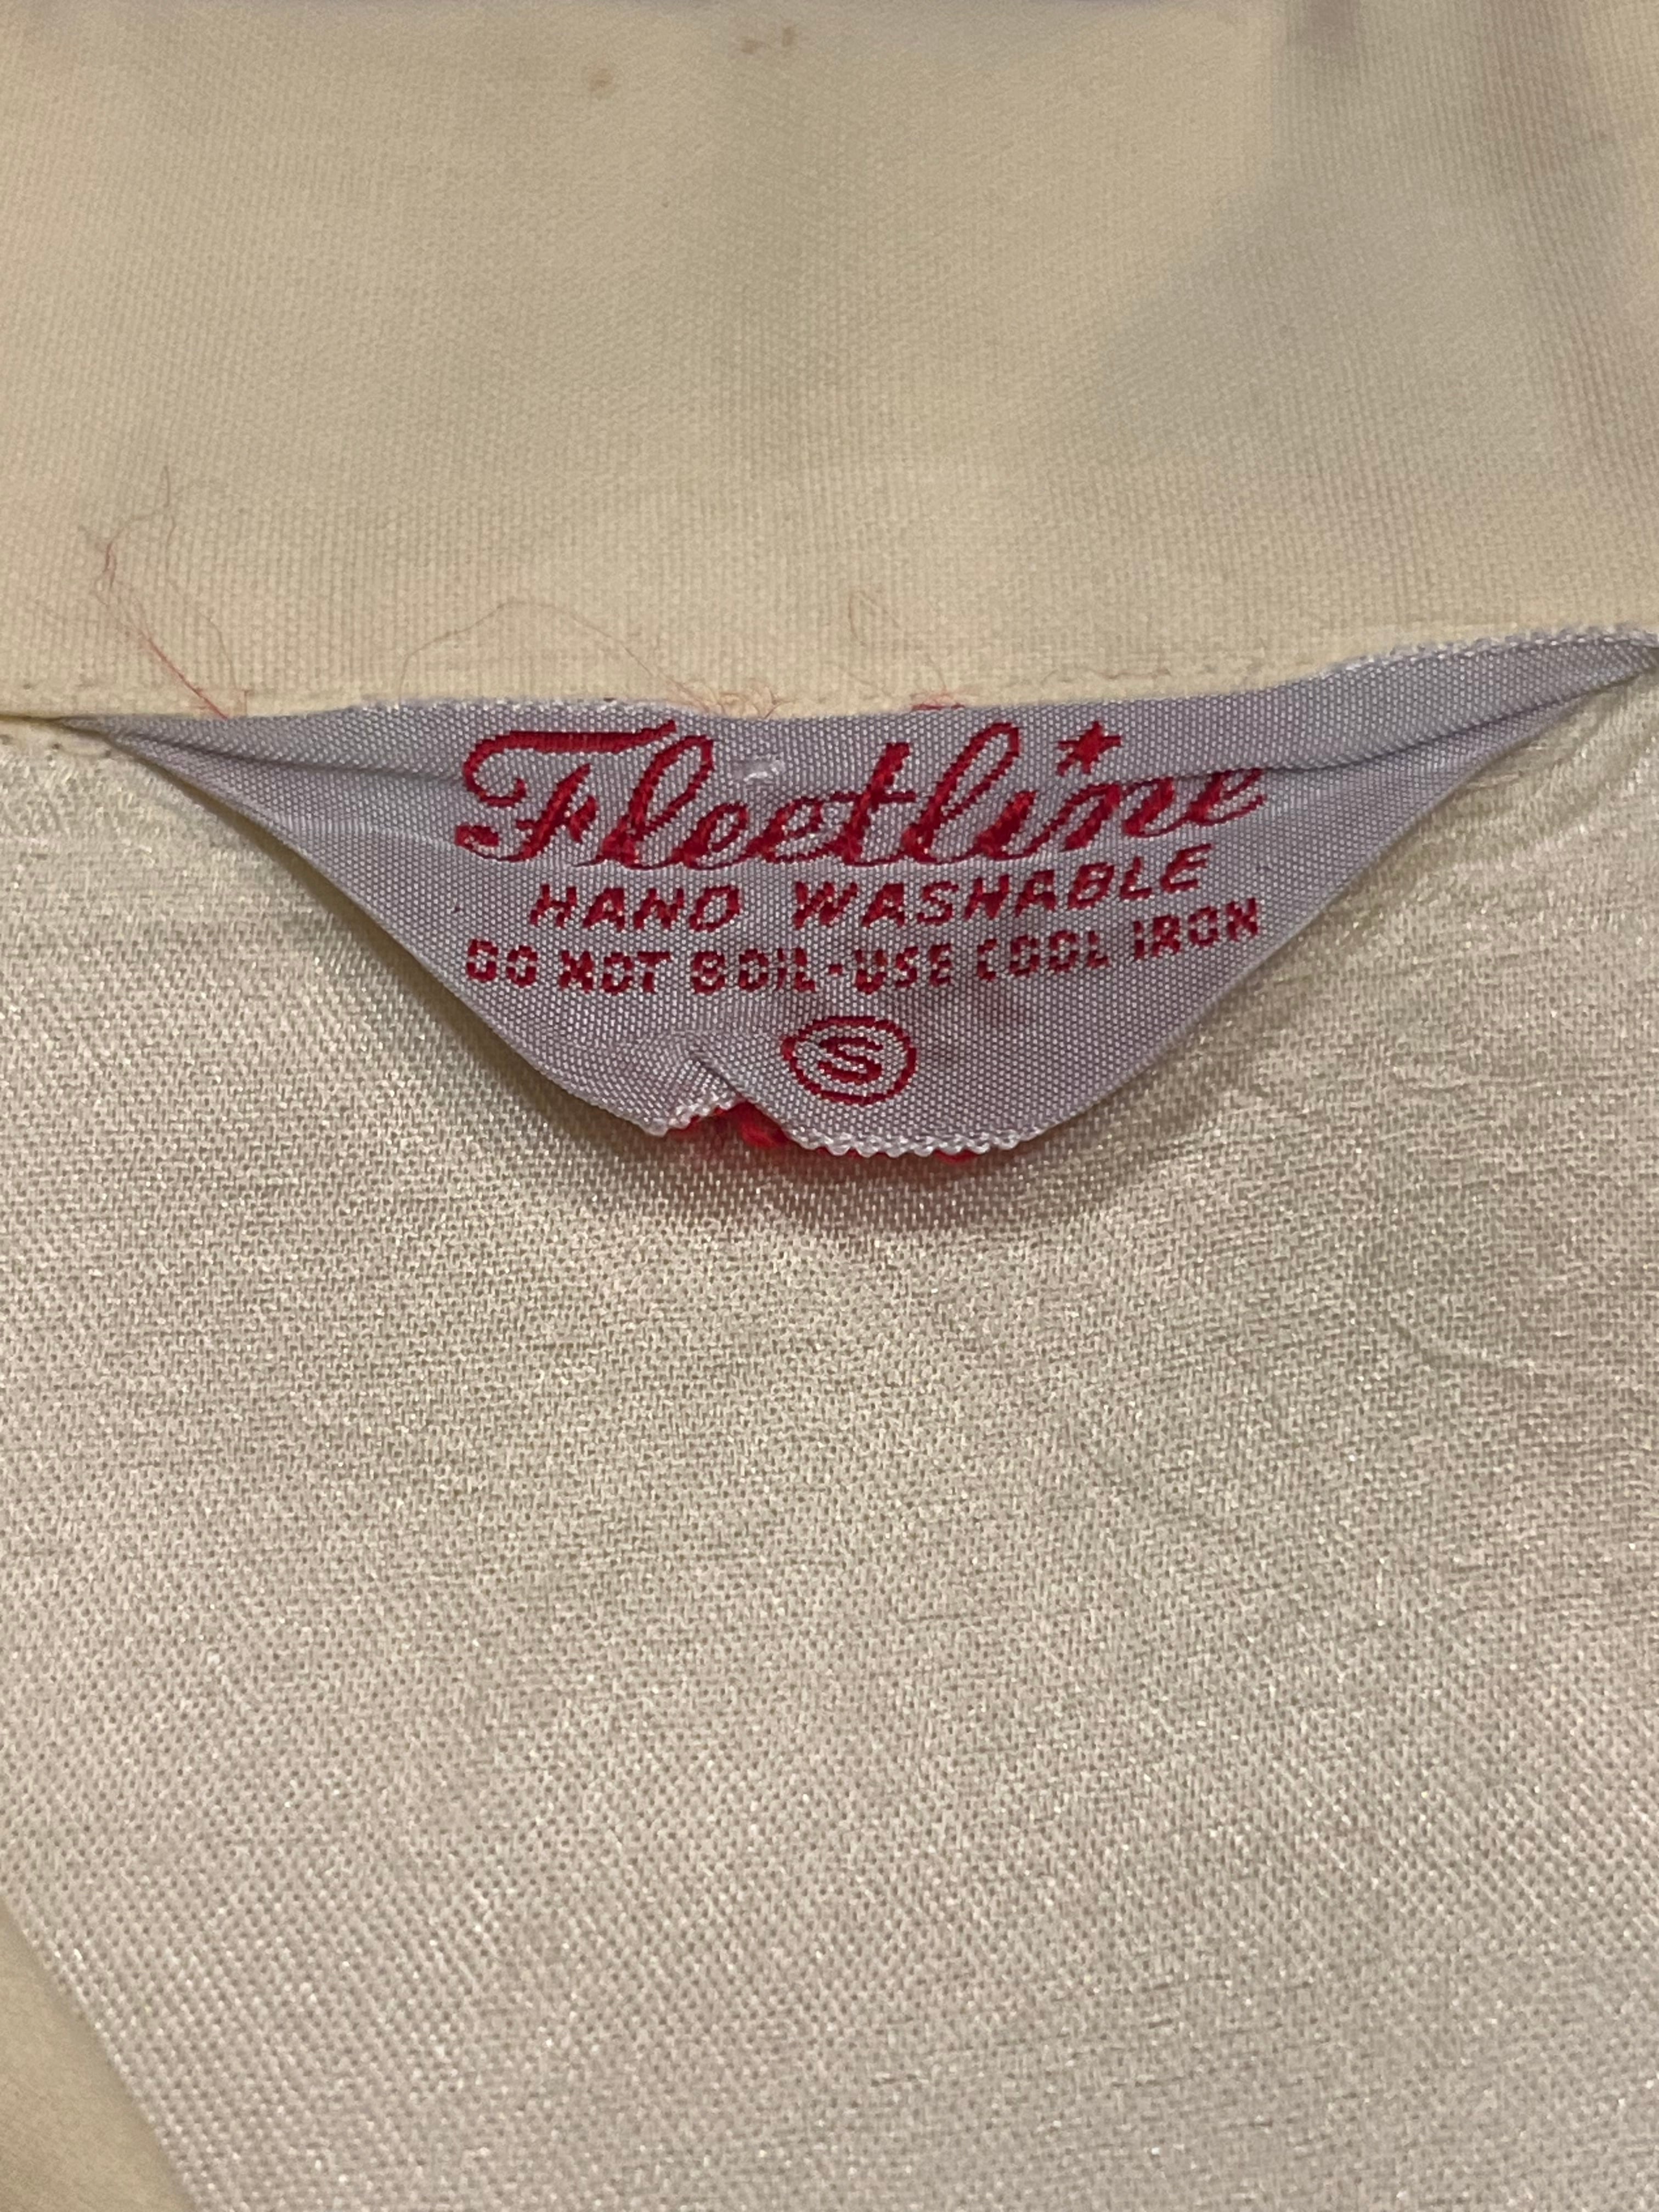 Fleetline
HAND WASHABLE
DO NOT BOIL-USE COOL IRON
S